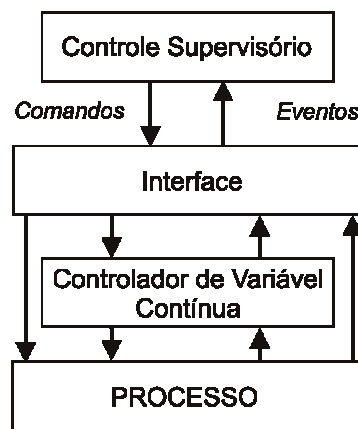 Controle Supervisório
Comandos
Eventos
Interface
Controlador de Variável
Contínua
PROCESSO